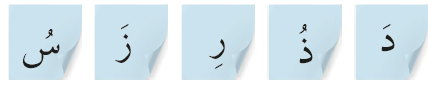 دَ ذُ رِ زَ سُ